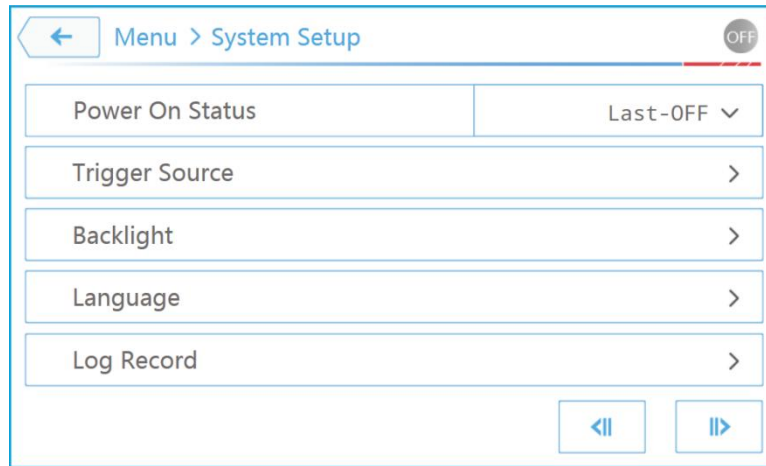 Menu > System Setup
OFF
Power On Status
Last-OFF
Trigger Source
Backlight
Language
Log Record